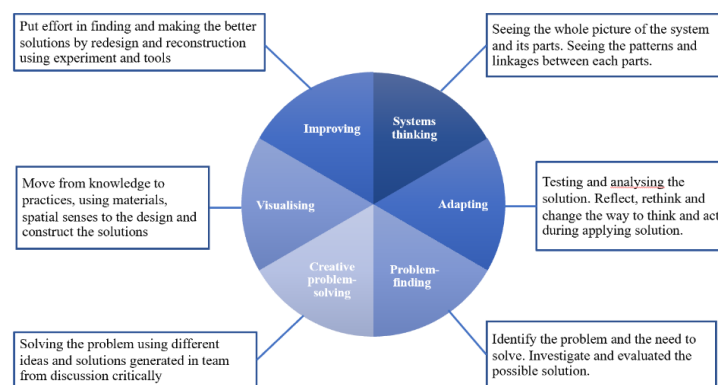 Put effort in finding and making the better
solutions by redesign and reconstruction
using experiment and tools
Seeing the whole picture of the system
and its parts. Seeing the patterns and
linkages between each parts.
Improving
Systems
thinking
Move from knowledge to
practices, using materials,
spatial senses to the design and
construct the solutions
Visualising
Adapting
Testing and analysing the
solution. Reflect, rethink and
change the way to think and act
during applying solution.
Creative
problem-
solving
Problem-
finding
Solving the problem using different
ideas and solutions generated in team
from discussion critically
Identify the problem and the need to
solve. Investigate and evaluated the
possible solution.